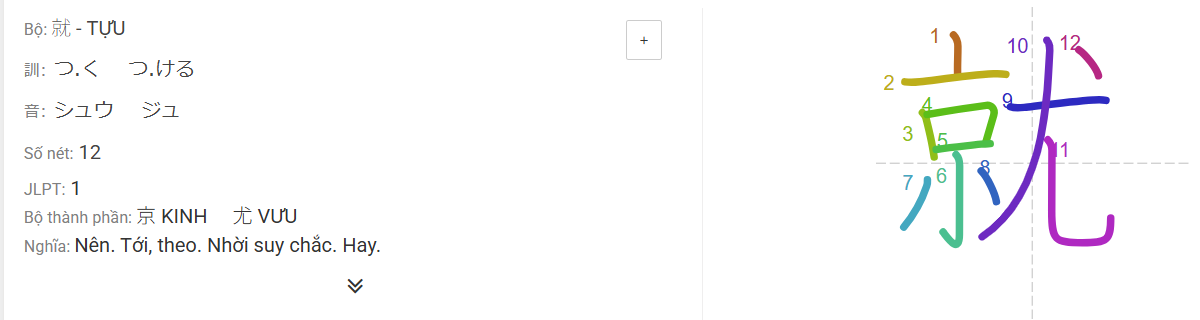 Bộ: 就 - TỰU
+
訓: つ.く つ.ける
音: シュウ ジュ
Số nét: 12
JLPT: 1
Bộ thành phần: 京 KINH 尤 VƯU
Nghĩa: Nên. Tới, theo. Nhời suy chắc. Hay.
就
1
2
3
4
5
6
7
8
9
10
11
12